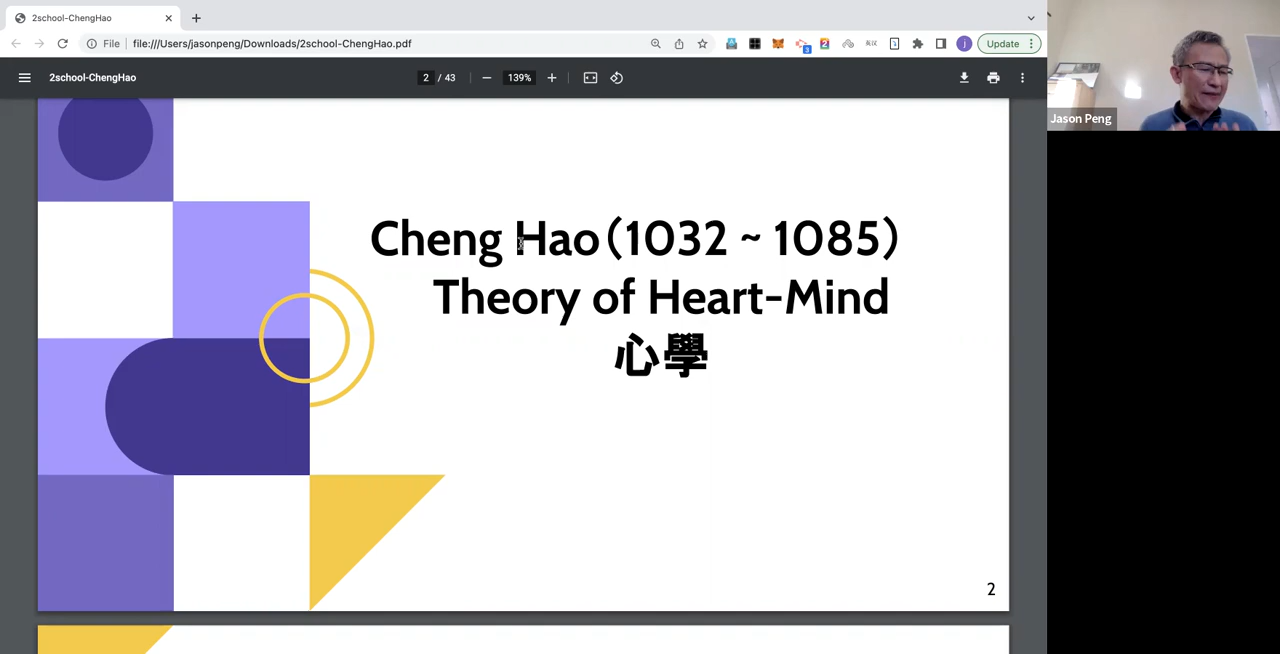 2school-ChengHao
File
file:///Users/jasonpeng/Downloads/2school-ChengHao.pdf
Update
2school-ChengHao
2 / 43
139%
Jason Peng
Cheng Hao（1032 ~ 1085）
Theory of Heart-Mind
心學
2